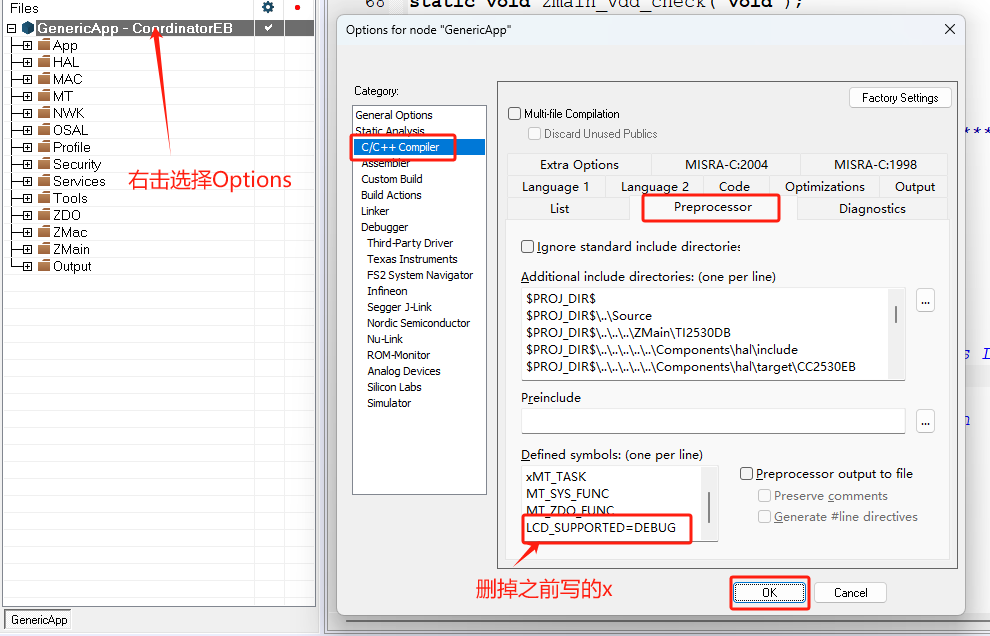 Files
GenericApp - CoordinatorEB
App
HAL
MAC
MT
NWK
OSAL
Profile
Security
Services
Tools
ZDO
ZMac
ZMain
Output
右击选择Options
GenericApp
68 static void zmain_vdd_check( void );
Options for node "GenericApp"
Category:
General Options
Static Analysis
C/C++ Compiler
Assembler
Custom Build
Build Actions
Linker
Debugger
Third-Party Driver
Texas Instruments
FS2 System Navigator
Infineon
Segger J-Link
Nordic Semiconductor
Nu-Link
ROM-Monitor
Analog Devices
Silicon Labs
Simulator
Factory Settings
Multi-file Compilation
Discard Unused Publics
Extra Options MISRA-C:2004 MISRA-C:1998
Language 1 Language 2 Code Optimizations Output
List Preprocessor Diagnostics
Ignore standard include directories
Additional include directories: (one per line)
$PROJ_DIR$
$PROJ_DIR$\..\Source
$PROJ_DIR$\..\..\..\ZMain\TI2530DB
$PROJ_DIR$\..\..\..\..\..\Components\hal\include
$PROJ_DIR$\..\..\..\..\..\Components\hal\target\CC2530EB
...
Preinclude
...
Defined symbols: (one per line)
xMT_TASK
MT_SYS_FUNC
MT_ZDO_FUNC
LCD_SUPPORTED=DEBUG
Preprocessor output to file
Preserve comments
Generate #line directives
删掉之前写的x
OK Cancel